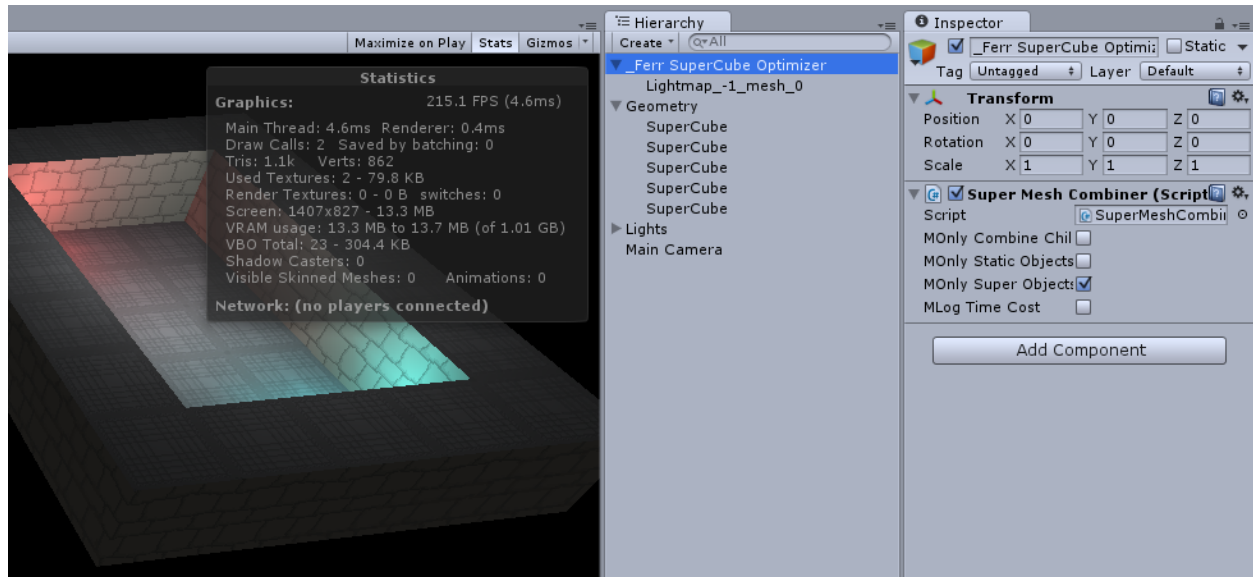 Maximize on Play Stats Gizmos
Statistics
Graphics: 215.1 FPS (4.6ms)
Main Thread: 4.6ms Renderer: 0.4ms
Draw Calls: 2 Saved by batching: 0
Tris: 1.1k Verts: 862
Used Textures: 2 - 79.8 KB
Render Textures: 0 - 0 B switches: 0
Screen: 1407x827 - 13.3 MB
VRAM usage: 13.3 MB to 13.7 MB (of 1.01 GB)
VBO Total: 23 - 304.4 KB
Shadow Casters: 0
Visible Skinned Meshes: 0 Animations: 0
Network: (no players connected)
Hierarchy
Create All
_Ferr SuperCube Optimizer
Lightmap_-1_mesh_0
Geometry
SuperCube
SuperCube
SuperCube
SuperCube
SuperCube
Lights
Main Camera
Inspector
_Ferr SuperCube Optimiz Static
Tag Untagged Layer Default
Transform
Position X 0 Y 0 Z 0
Rotation X 0 Y 0 Z 0
Scale X 1 Y 1 Z 1
Super Mesh Combiner (Script
Script SuperMeshCombi
MOnly Combine Chil
MOnly Static Objects
MOnly Super Objects
MLog Time Cost
Add Component